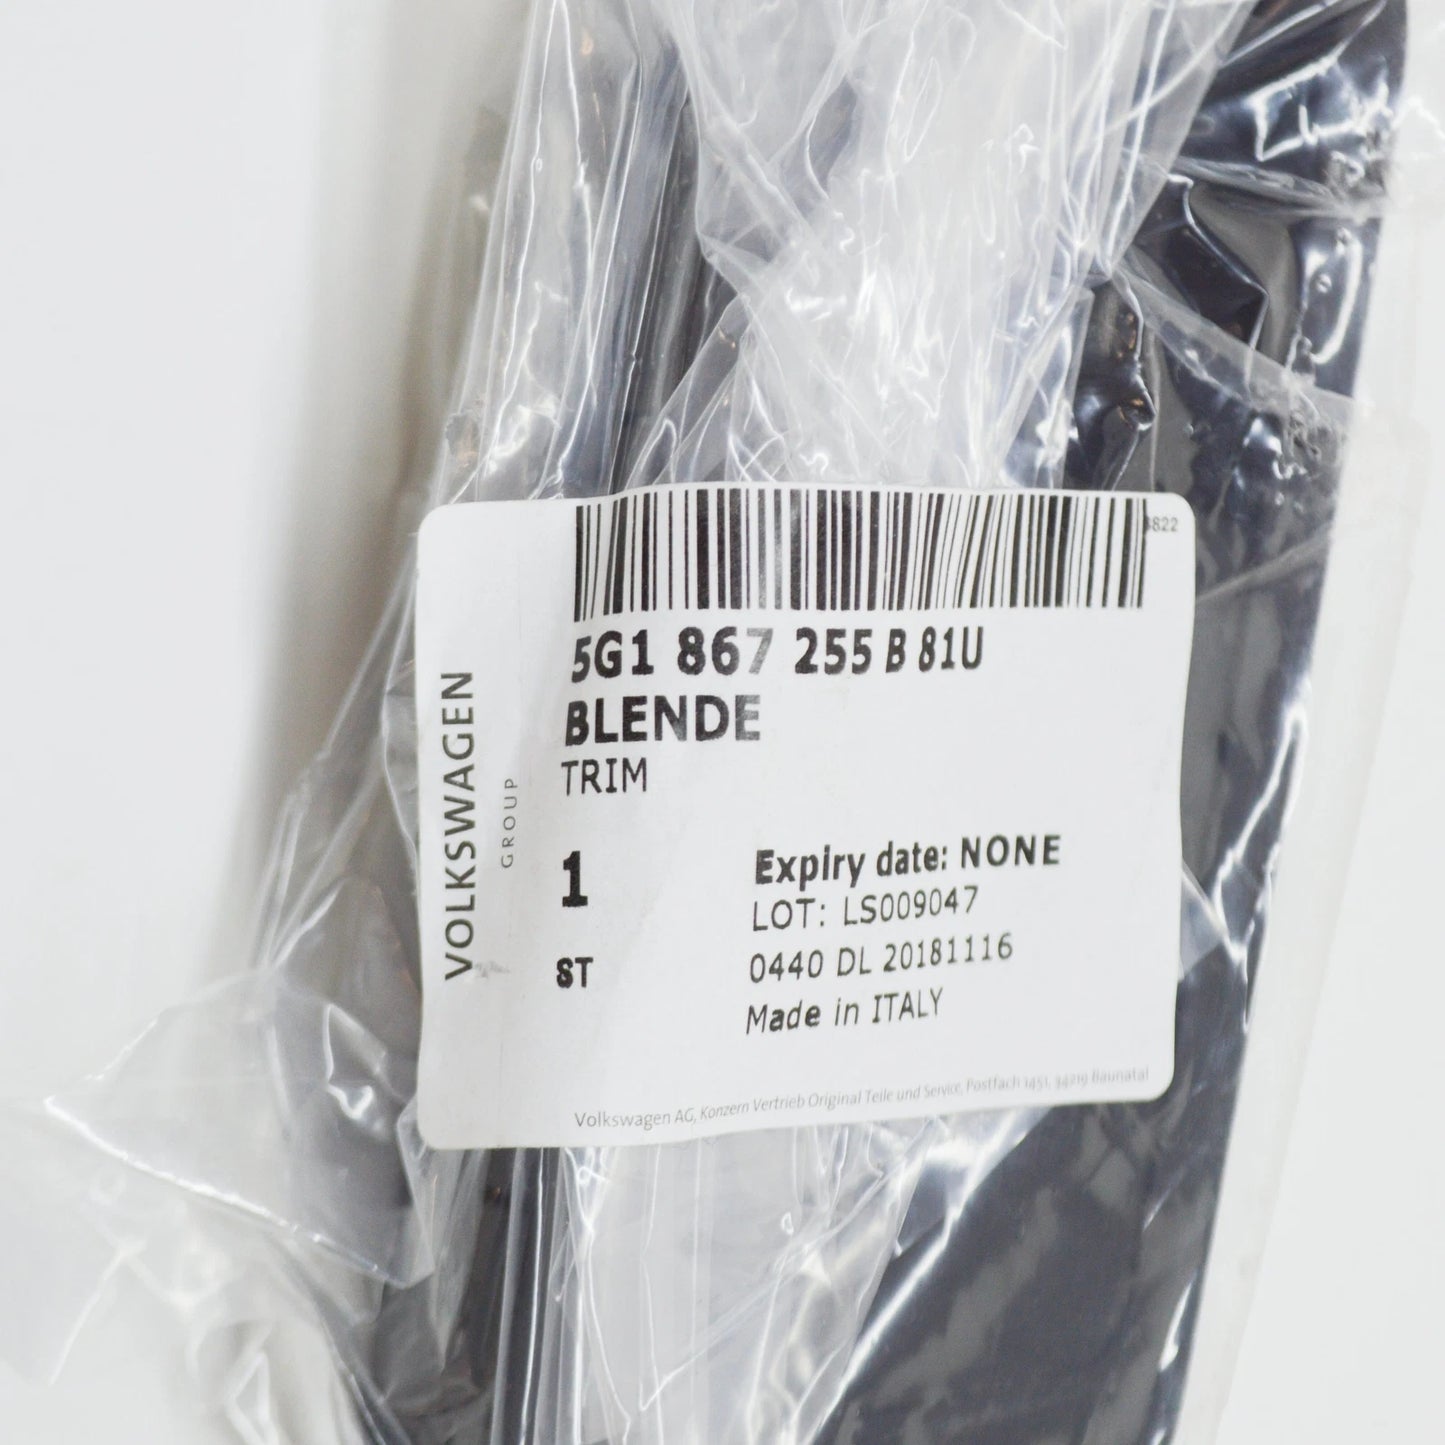 822
5G1 867 255 B 81U
BLENDE
TRIM
1
ST
Expiry date: NONE
LOT: LS009047
0440 DL 20181116
Made in ITALY
VOLKSWAGEN
GROUP
Volkswagen AG, Konzern Vertrieb Original Teile und Service, Postfach 1451, 34219 Baunatal